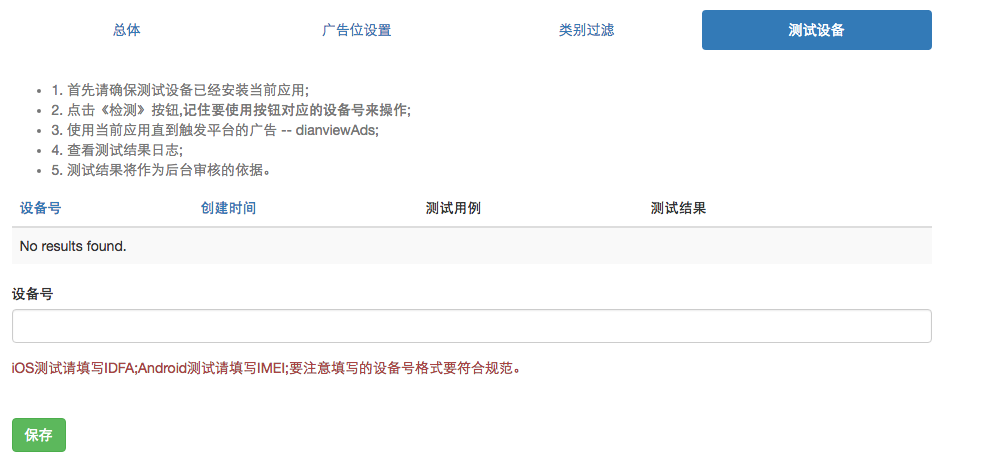 总体 广告位设置 类别过滤 测试设备
1. 首先请确保测试设备已经安装当前应用;
2. 点击《检测》按钮,记住要使用按钮对应的设备号来操作;
3. 使用当前应用直到触发平台的广告 -- dianviewAds;
4. 查看测试结果日志;
5. 测试结果将作为后台审核的依据。
设备号 创建时间 测试用例 测试结果
No results found.
设备号
iOS测试请填写IDFA;Android测试请填写IMEI;要注意填写的设备号格式要符合规范。
保存